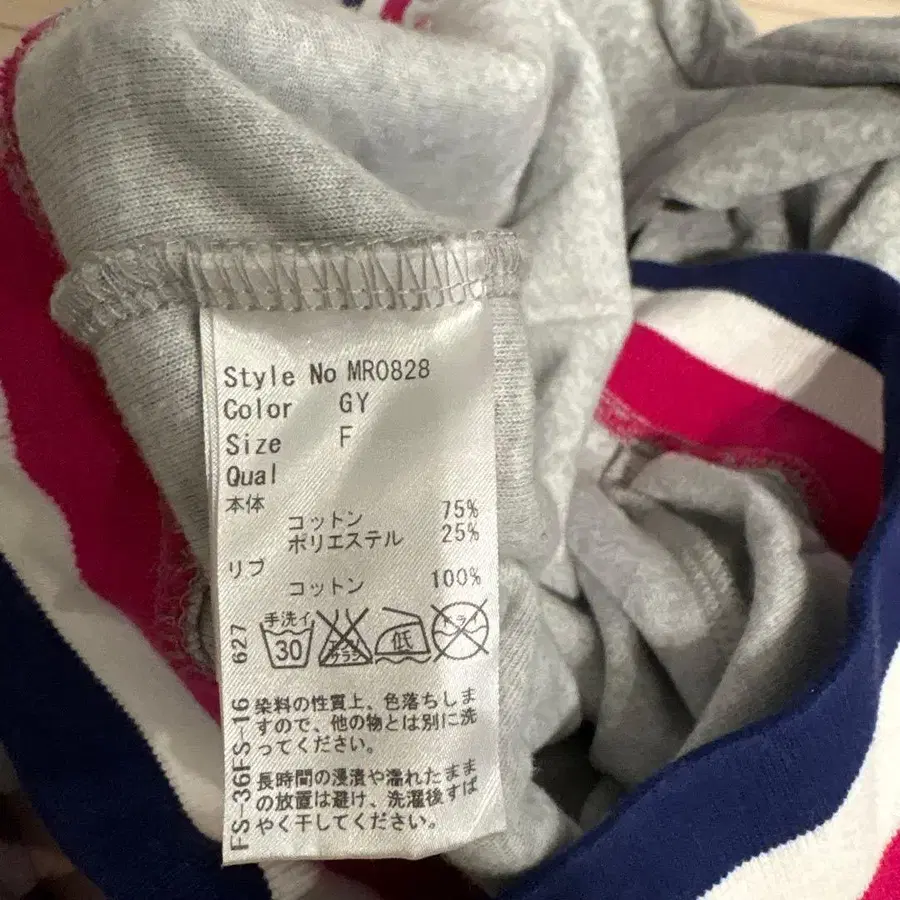 Style No MR0828
Color GY
Size F
Qual
本体
コットン 75%
ポリエステル 25%
リブ
コットン 100%
手洗イ 30 低 ドライ
627
FS-36FS-16
染料の性質上、色落ちしま
すので、他の物とは別に洗
ってください。
長時間の浸漬や濡れたまま
の放置は避け、洗濯後すば
やく干してください。